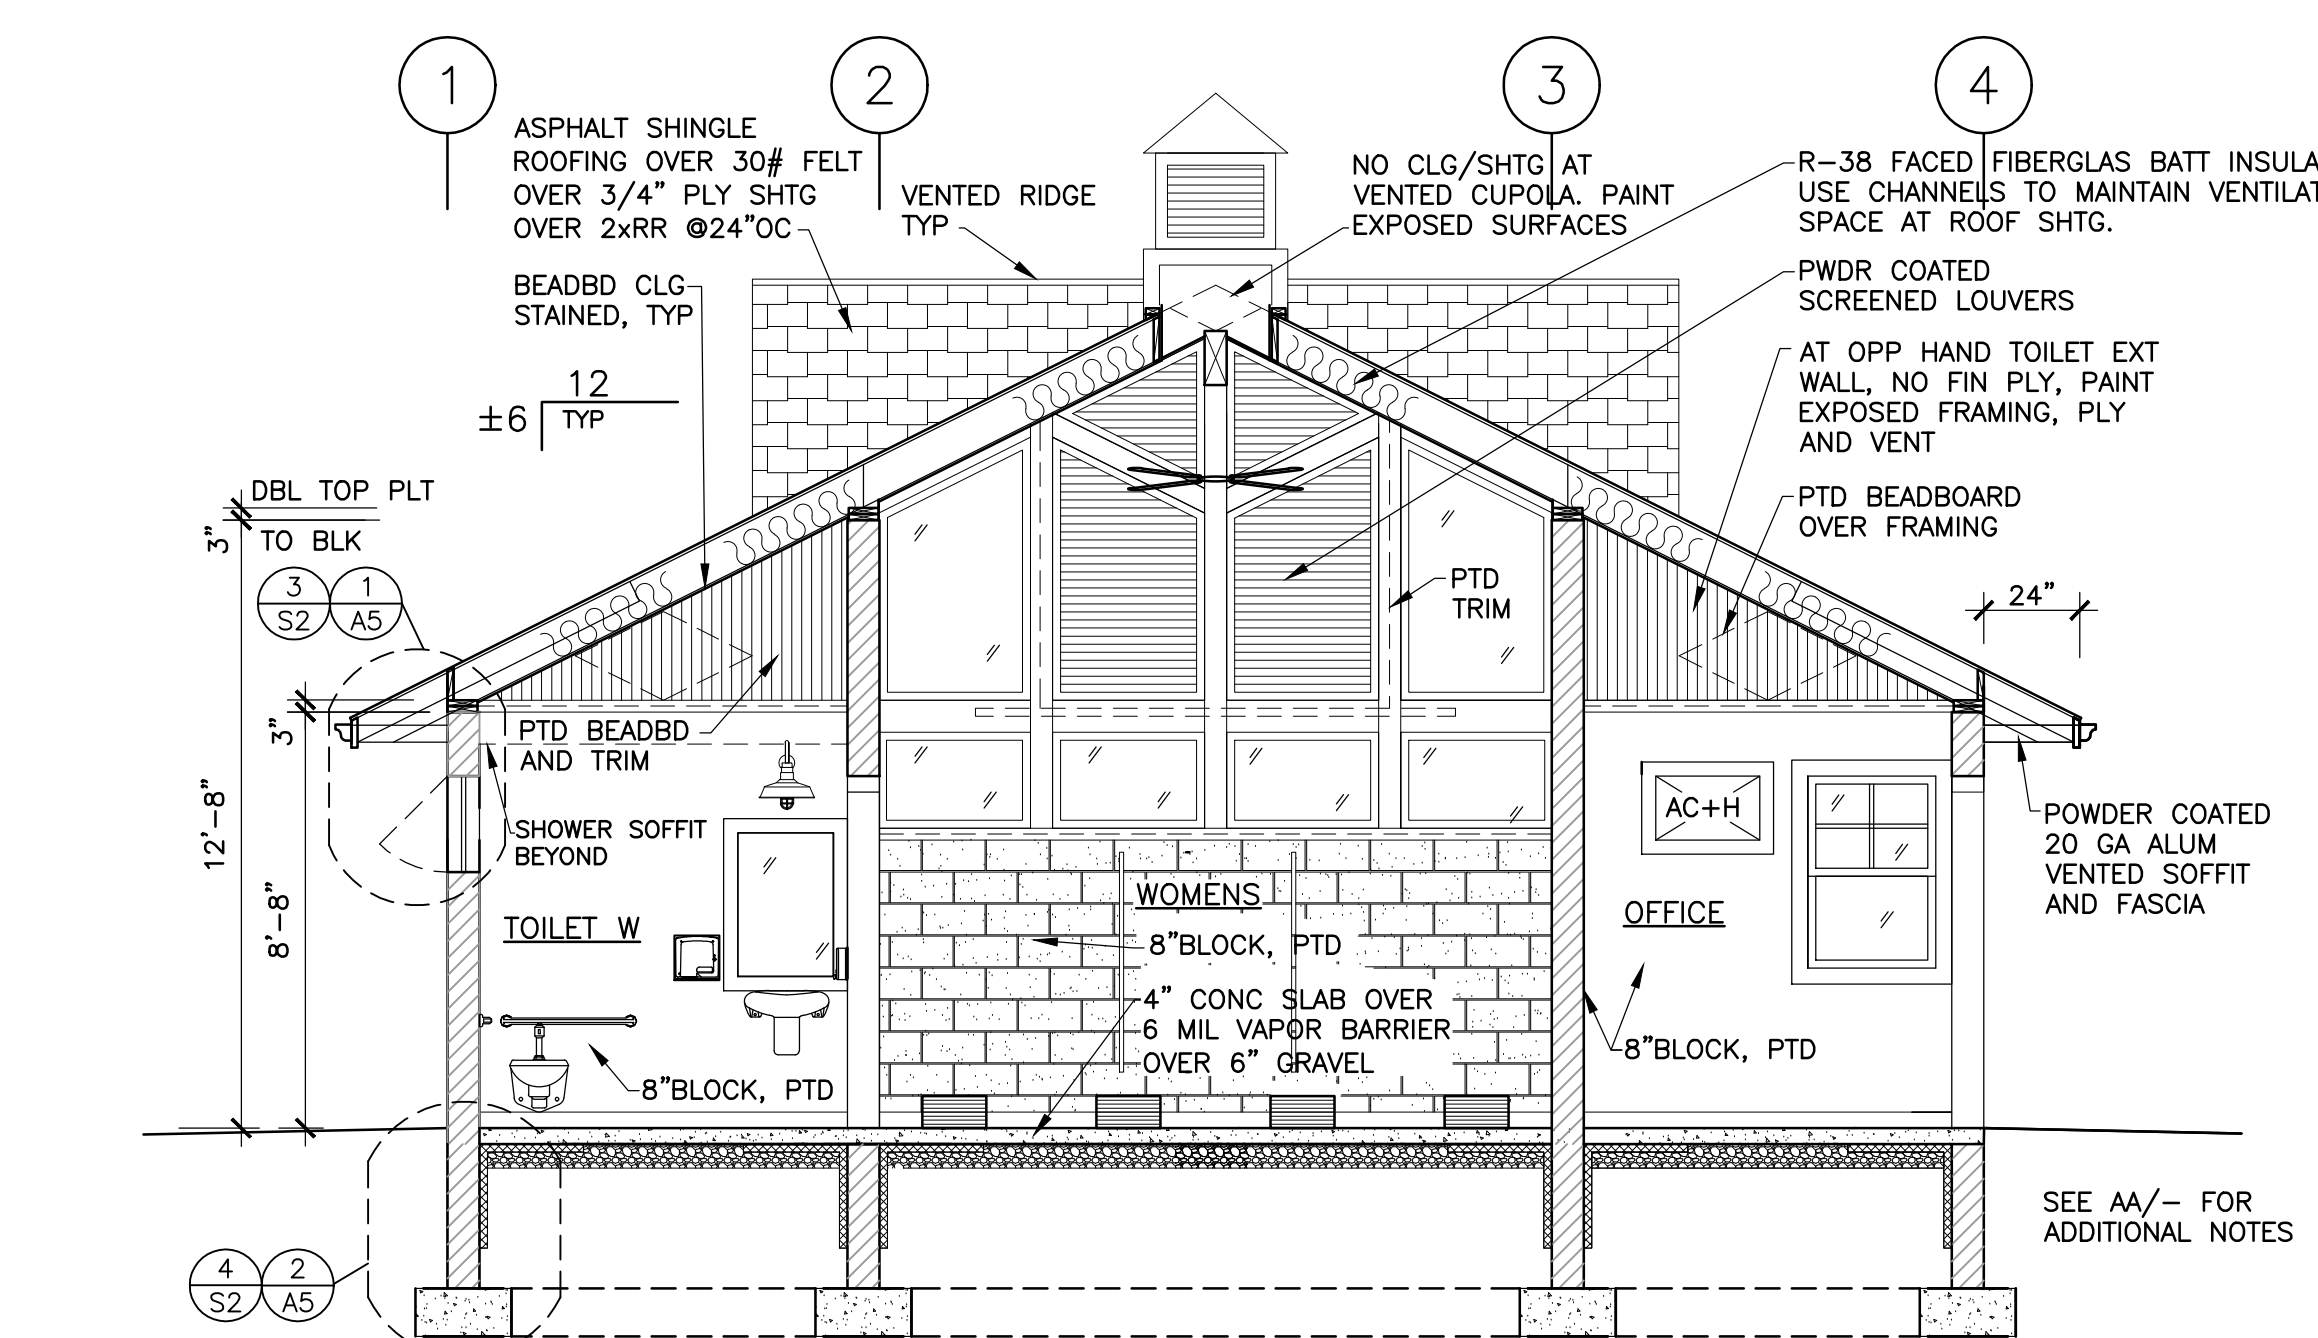 1
2
3
4
ASPHALT SHINGLE
ROOFING OVER 30# FELT
OVER 3/4" PLY SHTG
OVER 2xRR @24"OC
VENTED RIDGE
TYP
NO CLG/SHTG AT
VENTED CUPOLA. PAINT
EXPOSED SURFACES
R-38 FACED FIBERGLAS BATT INSULA
USE CHANNELS TO MAINTAIN VENTILAT
SPACE AT ROOF SHTG.
BEADBD CLG
STAINED, TYP
PWDR COATED
SCREENED LOUVERS
AT OPP HAND TOILET EXT
WALL, NO FIN PLY, PAINT
EXPOSED FRAMING, PLY
AND VENT
12
±6
TYP
DBL TOP PLT
3"
TO BLK
PTD BEADBOARD
OVER FRAMING
3
S2
1
A5
PTD
TRIM
24"
3"
PTD BEADBD
AND TRIM
12'-8"
8'-8"
SHOWER SOFFIT
BEYOND
AC+H
POWDER COATED
20 GA ALUM
VENTED SOFFIT
AND FASCIA
TOILET W
WOMENS
OFFICE
8"BLOCK, PTD
4" CONC SLAB OVER
6 MIL VAPOR BARRIER
OVER 6" GRAVEL
8"BLOCK, PTD
8"BLOCK, PTD
SEE AA/- FOR
ADDITIONAL NOTES
4
S2
2
A5